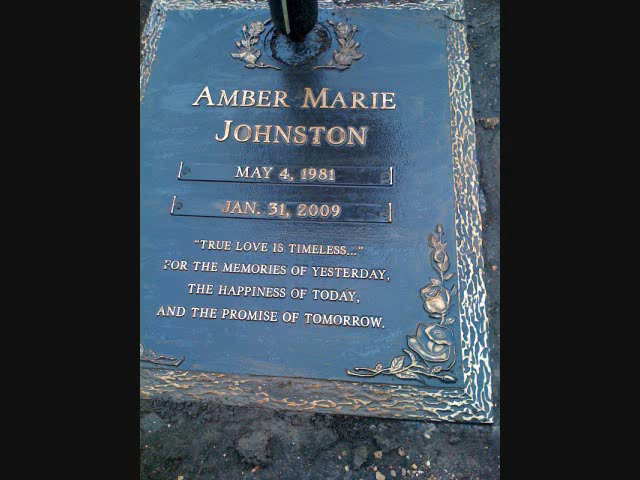 AMBER MARIE
JOHNSTON
MAY 4, 1981
JAN. 31, 2009
"TRUE LOVE IS TIMELESS..."
FOR THE MEMORIES OF YESTERDAY,
THE HAPPINESS OF TODAY,
AND THE PROMISE OF TOMORROW.